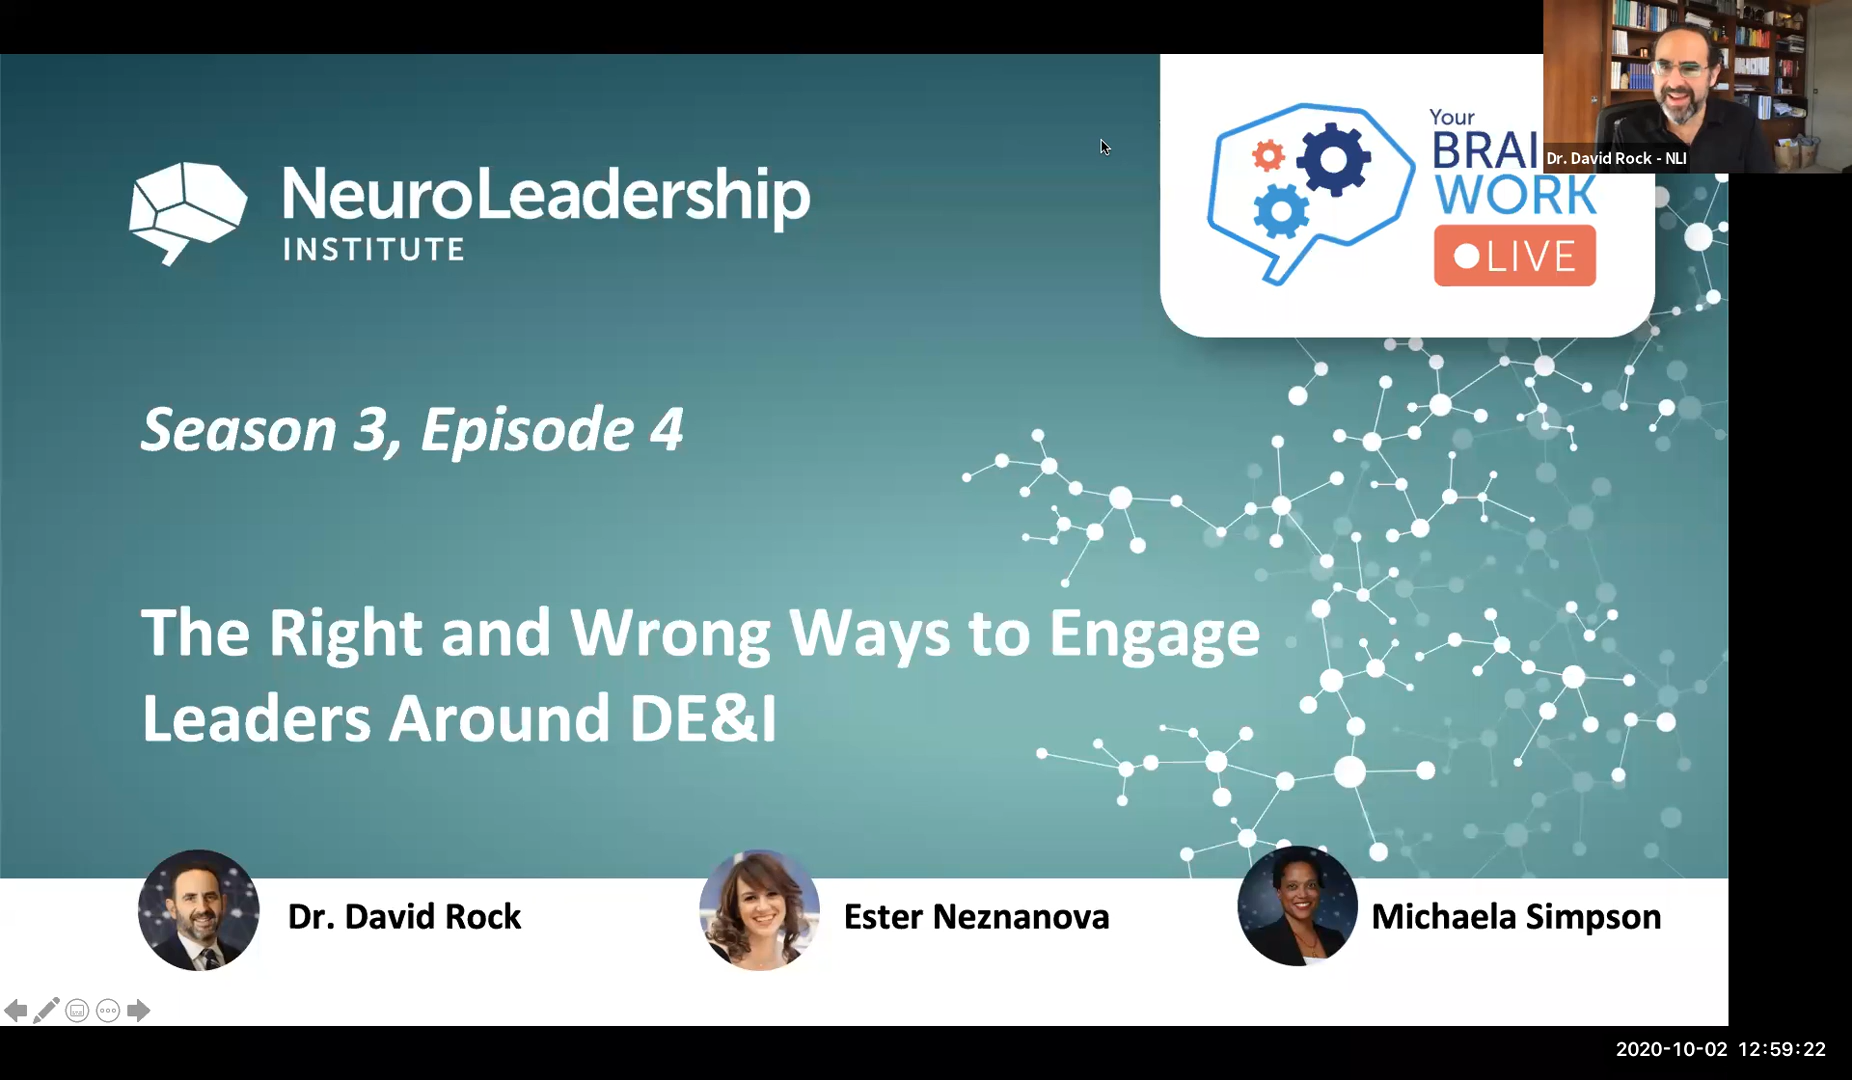 NeuroLeadership
INSTITUTE
Your
BRAI
WORK
LIVE
Dr. David Rock - NLI
Season 3, Episode 4
The Right and Wrong Ways to Engage
Leaders Around DE&I
Dr. David Rock
Ester Neznanova
Michaela Simpson
2020-10-02 12:59:22